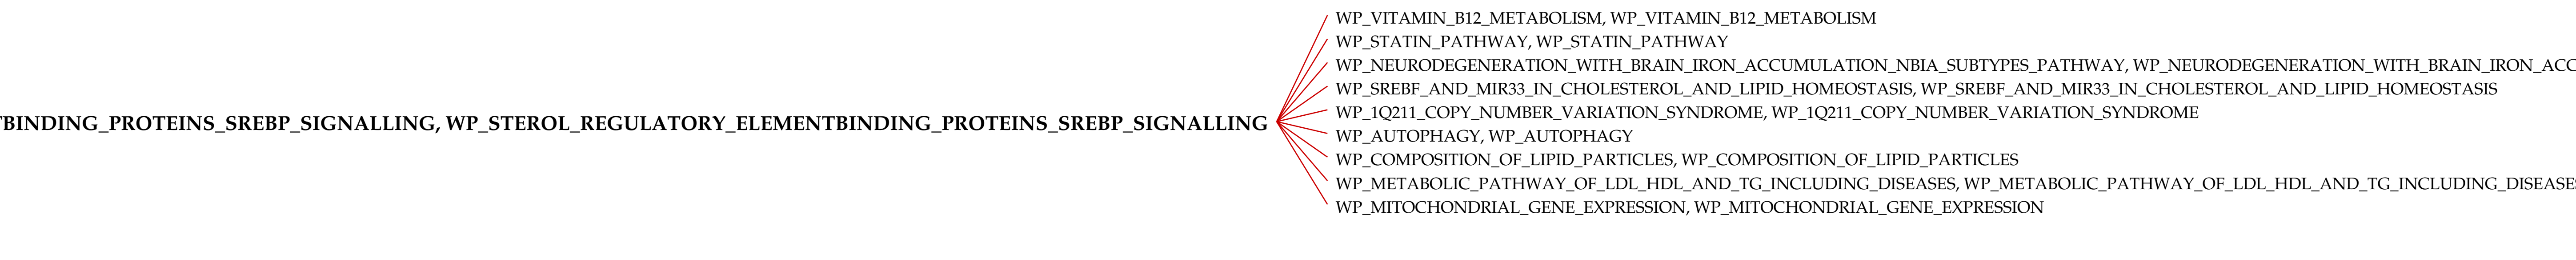 WP_VITAMIN_B12_METABOLISM, WP_VITAMIN_B12_METABOLISM
WP_STATIN_PATHWAY, WP_STATIN_PATHWAY
WP_NEURODEGENERATION_WITH_BRAIN_IRON_ACCUMULATION_NBIA_SUBTYPES_PATHWAY, WP_NEURODEGENERATION_WITH_BRAIN_IRON_ACC
WP_SREBF_AND_MIR33_IN_CHOLESTEROL_AND_LIPID_HOMEOSTASIS, WP_SREBF_AND_MIR33_IN_CHOLESTEROL_AND_LIPID_HOMEOSTASIS
WP_1Q211_COPY_NUMBER_VARIATION_SYNDROME, WP_1Q211_COPY_NUMBER_VARIATION_SYNDROME
TBINDING_PROTEINS_SREBP_SIGNALLING, WP_STEROL_REGULATORY_ELEMENTBINDING_PROTEINS_SREBP_SIGNALLING
WP_AUTOPHAGY, WP_AUTOPHAGY
WP_COMPOSITION_OF_LIPID_PARTICLES, WP_COMPOSITION_OF_LIPID_PARTICLES
WP_METABOLIC_PATHWAY_OF_LDL_HDL_AND_TG_INCLUDING_DISEASES, WP_METABOLIC_PATHWAY_OF_LDL_HDL_AND_TG_INCLUDING_DISEASES
WP_MITOCHONDRIAL_GENE_EXPRESSION, WP_MITOCHONDRIAL_GENE_EXPRESSION